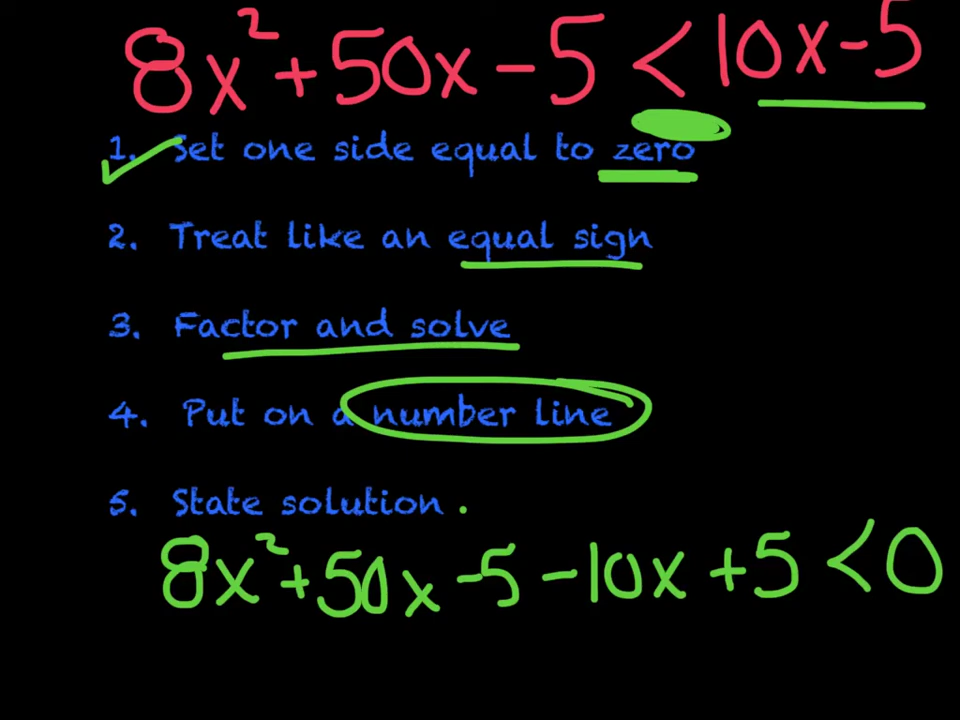 8x² + 50x - 5 < 10x - 5
1. Set one side equal to zero
2. Treat like an equal sign
3. Factor and solve
4. Put on a number line
5. State solution.
8x² + 50x - 5 - 10x + 5 < 0